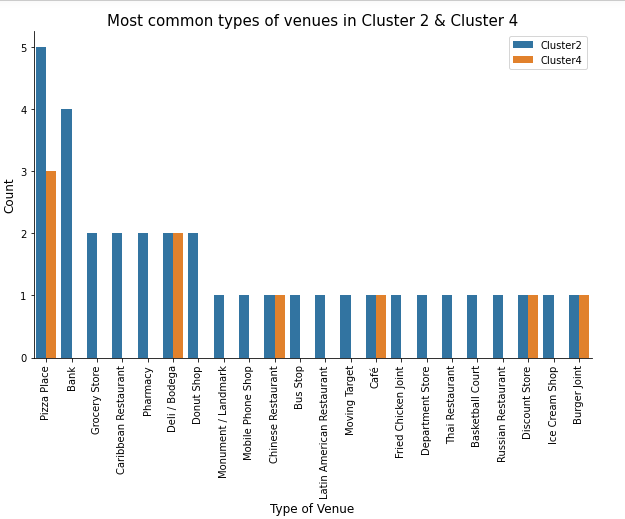 Most common types of venues in Cluster 2 & Cluster 4
Cluster2
Cluster4
Count
5
4
3
2
1
0
Pizza Place
Bank
Grocery Store
Caribbean Restaurant
Pharmacy
Deli / Bodega
Donut Shop
Monument / Landmark
Mobile Phone Shop
Chinese Restaurant
Bus Stop
Latin American Restaurant
Moving Target
Café
Fried Chicken Joint
Department Store
Thai Restaurant
Basketball Court
Russian Restaurant
Discount Store
Ice Cream Shop
Burger Joint
Type of Venue